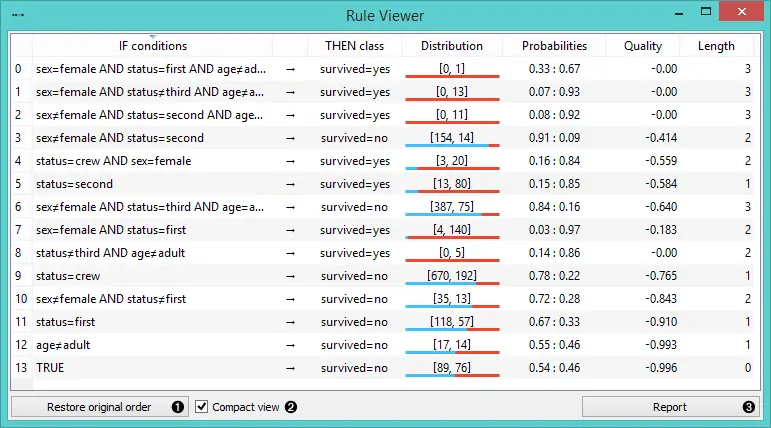 Rule Viewer
IF conditions THEN class Distribution Probabilities Quality Length
0 sex=female AND status=first AND age≠ad... → survived=yes [0, 1] 0.33 : 0.67 -0.00 3
1 sex=female AND status≠third AND age≠a... → survived=yes [0, 13] 0.07 : 0.93 -0.00 3
2 sex=female AND status=second AND age... → survived=yes [0, 11] 0.08 : 0.92 -0.00 3
3 sex≠female AND status=second → survived=no [154, 14] 0.91 : 0.09 -0.414 2
4 status=crew AND sex=female → survived=yes [3, 20] 0.16 : 0.84 -0.559 2
5 status=second → survived=yes [13, 80] 0.15 : 0.85 -0.584 1
6 sex≠female AND status=third AND age=a... → survived=no [387, 75] 0.84 : 0.16 -0.640 3
7 sex=female AND status=first → survived=yes [4, 140] 0.03 : 0.97 -0.183 2
8 status≠third AND age≠adult → survived=yes [0, 5] 0.14 : 0.86 -0.00 2
9 status=crew → survived=no [670, 192] 0.78 : 0.22 -0.765 1
10 sex≠female AND status≠first → survived=no [35, 13] 0.72 : 0.28 -0.843 2
11 status=first → survived=no [118, 57] 0.67 : 0.33 -0.910 1
12 age≠adult → survived=no [17, 14] 0.55 : 0.46 -0.993 1
13 TRUE → survived=no [89, 76] 0.54 : 0.46 -0.996 0
Restore original order 1 Compact view 2 Report 3